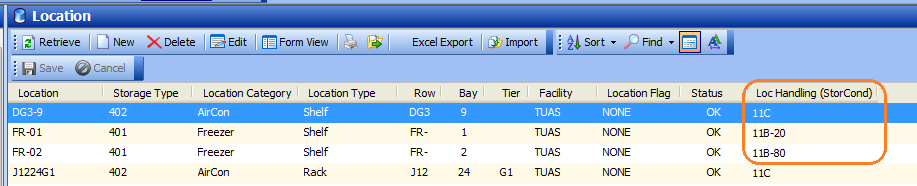 Location
Retrieve New Delete Edit Form View Excel Export Import Sort Find
Save Cancel
Location Storage Type Location Category Location Type Row Bay Tier Facility Location Flag Status Loc Handling (StorCond)
DG3-9 402 AirCon Shelf DG3 9 TUAS NONE OK 11C
FR-01 401 Freezer Shelf FR- 1 TUAS NONE OK 11B-20
FR-02 401 Freezer Shelf FR- 2 TUAS NONE OK 11B-80
J1224G1 402 AirCon Rack J12 24 G1 TUAS NONE OK 11C